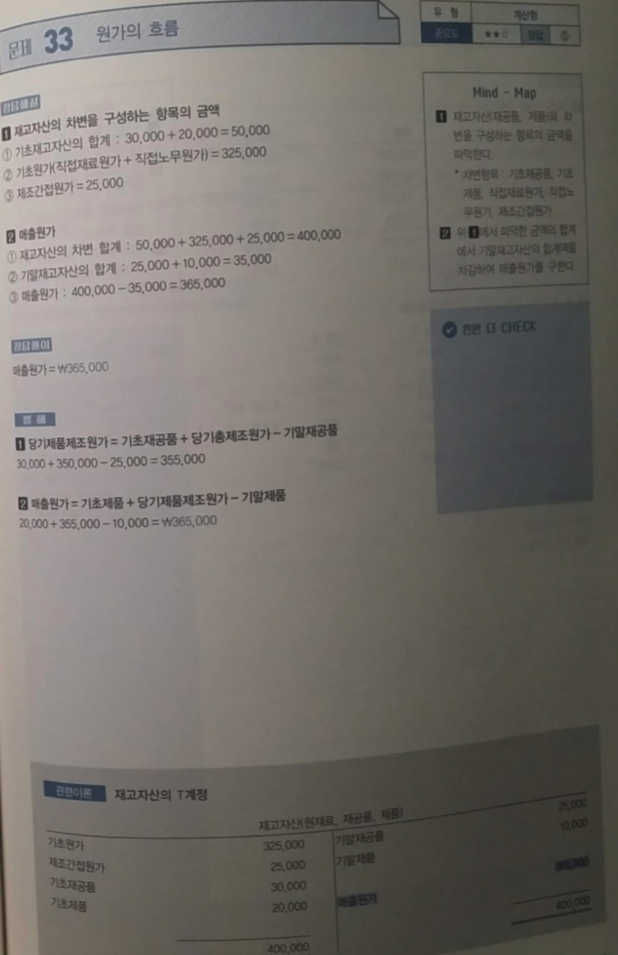 문제 33 원가의 흐름
유 형 계산형
중요도 ★★☆ 정답 ⑤
정답해설
1 재고자산의 차변을 구성하는 항목의 금액
① 기초재고자산의 합계 : 30,000 + 20,000 = 50,000
② 기초원가(직접재료원가 + 직접노무원가) = 325,000
③ 제조간접원가 = 25,000
2 매출원가
① 재고자산의 차변 합계 : 50,000 + 325,000 + 25,000 = 400,000
② 기말재고자산의 합계 : 25,000 + 10,000 = 35,000
③ 매출원가 : 400,000 − 35,000 = 365,000
정답풀이
매출원가 = ₩365,000
별 해
1 당기제품제조원가 = 기초재공품 + 당기총제조원가 − 기말재공품
30,000 + 350,000 − 25,000 = 355,000
2 매출원가 = 기초제품 + 당기제품제조원가 − 기말제품
20,000 + 355,000 − 10,000 = ₩365,000
Mind - Map
1 재고자산(재공품, 제품)의 차
변을 구성하는 항목의 금액을
파악한다.
* 차변항목 : 기초재공품, 기초
제품, 직접재료원가, 직접노
무원가, 제조간접원가
2 위 1에서 파악한 금액의 합계
에서 기말재고자산의 합계액을
차감하여 매출원가를 구한다.
한번 더 CHECK
관련이론 재고자산의 T계정
재고자산(원재료, 재공품, 제품)
기초원가 325,000 기말재공품 25,000
제조간접원가 25,000 기말제품 10,000
기초재공품 30,000 매출원가 365,000
기초제품 20,000
400,000 400,000